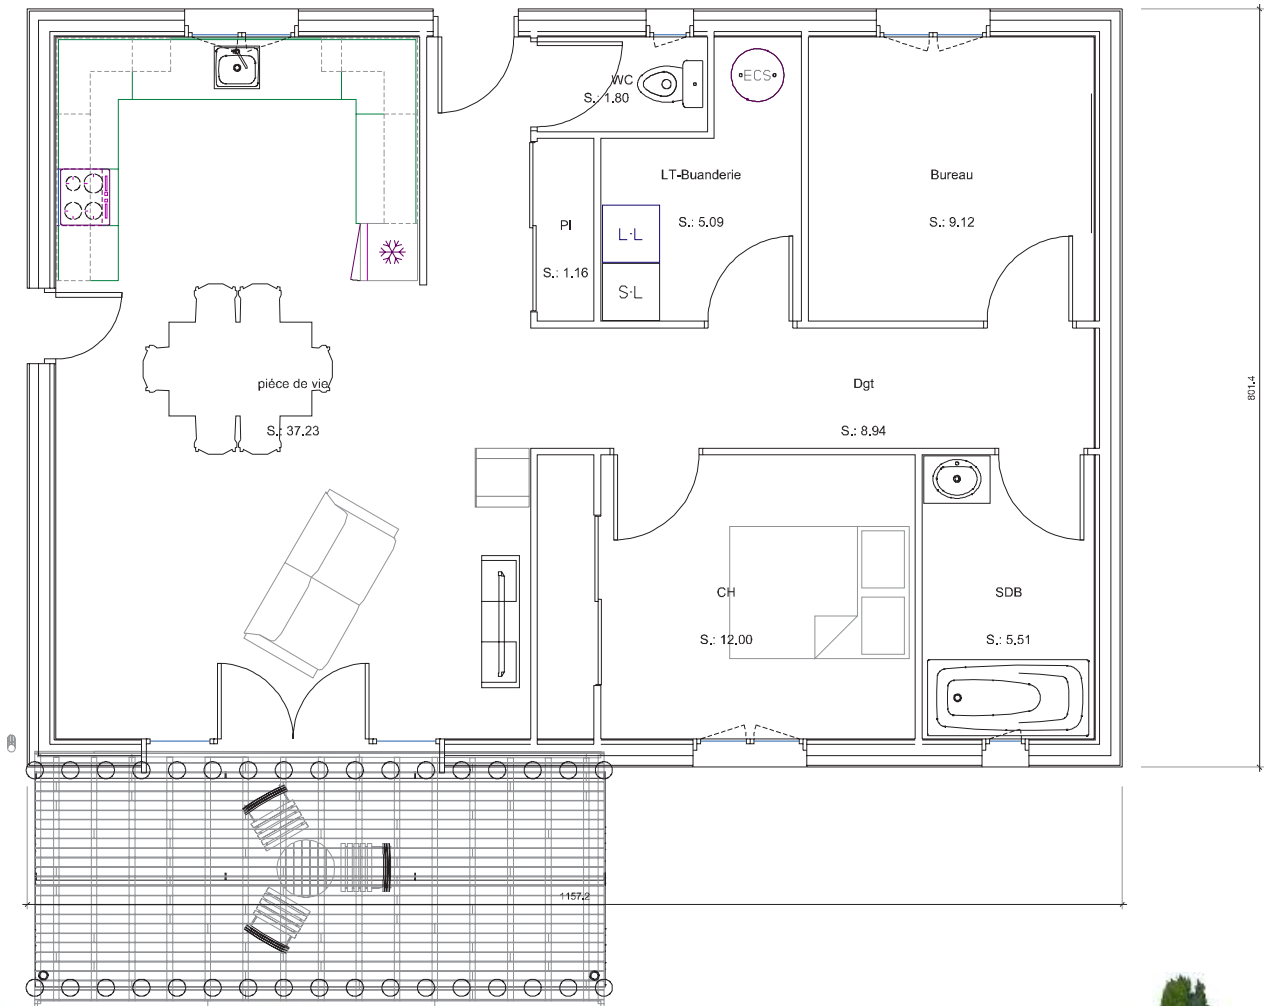 WC
S.: 1.80
ECS
LT-Buanderie
S.: 5.09
Bureau
S.: 9.12
Pl
S.: 1.16
L-L
S-L
piéce de vie
S.: 37.23
Dgt
S.: 8.94
CH
S.: 12.00
SDB
S.: 5.51
801.4
1157.2